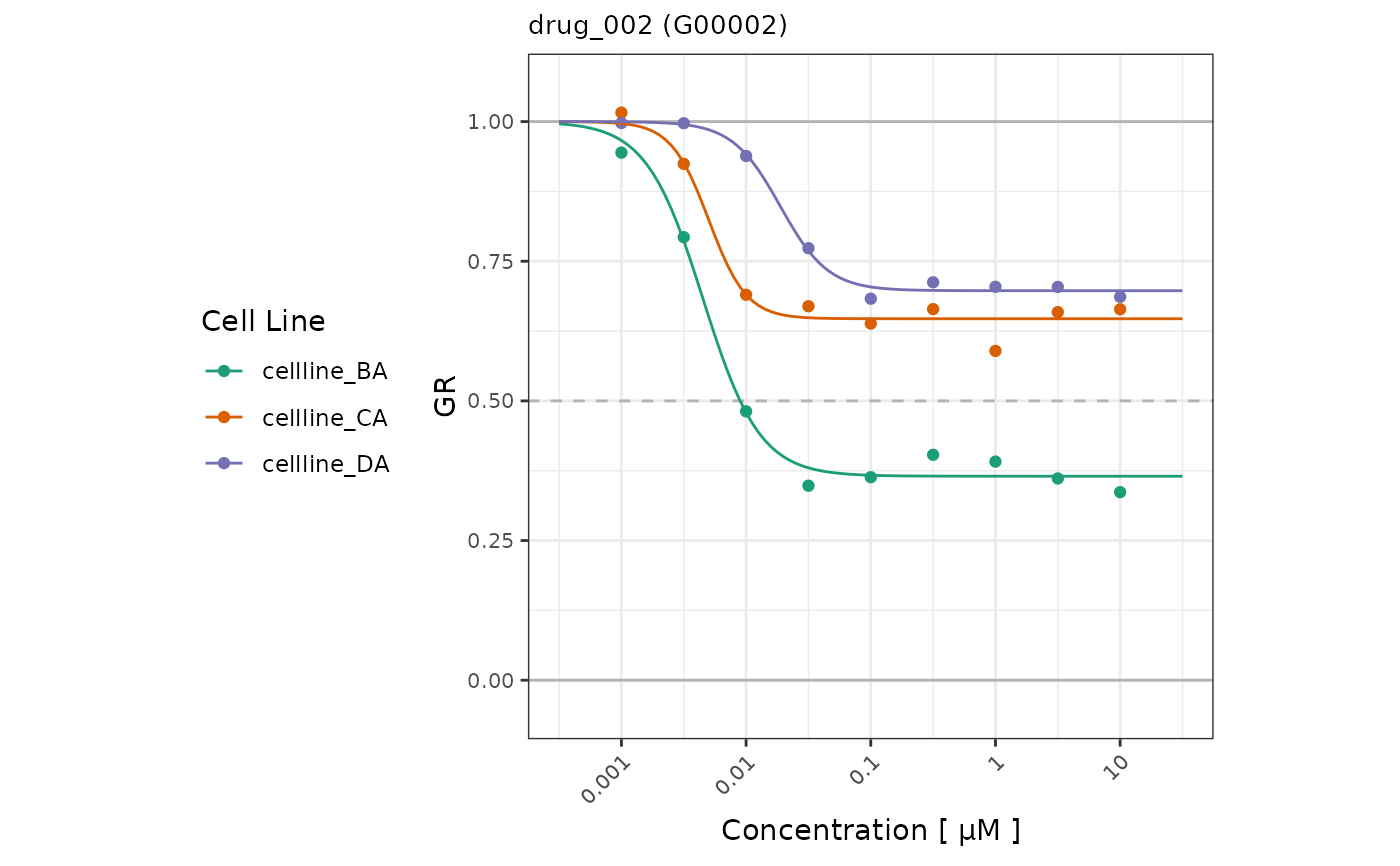 drug_002 (G00002)
Cell Line
cellline_BA
cellline_CA
cellline_DA
GR
1.00
0.75
0.50
0.25
0.00
0.001
0.01
0.1
1
10
Concentration [ µM ]